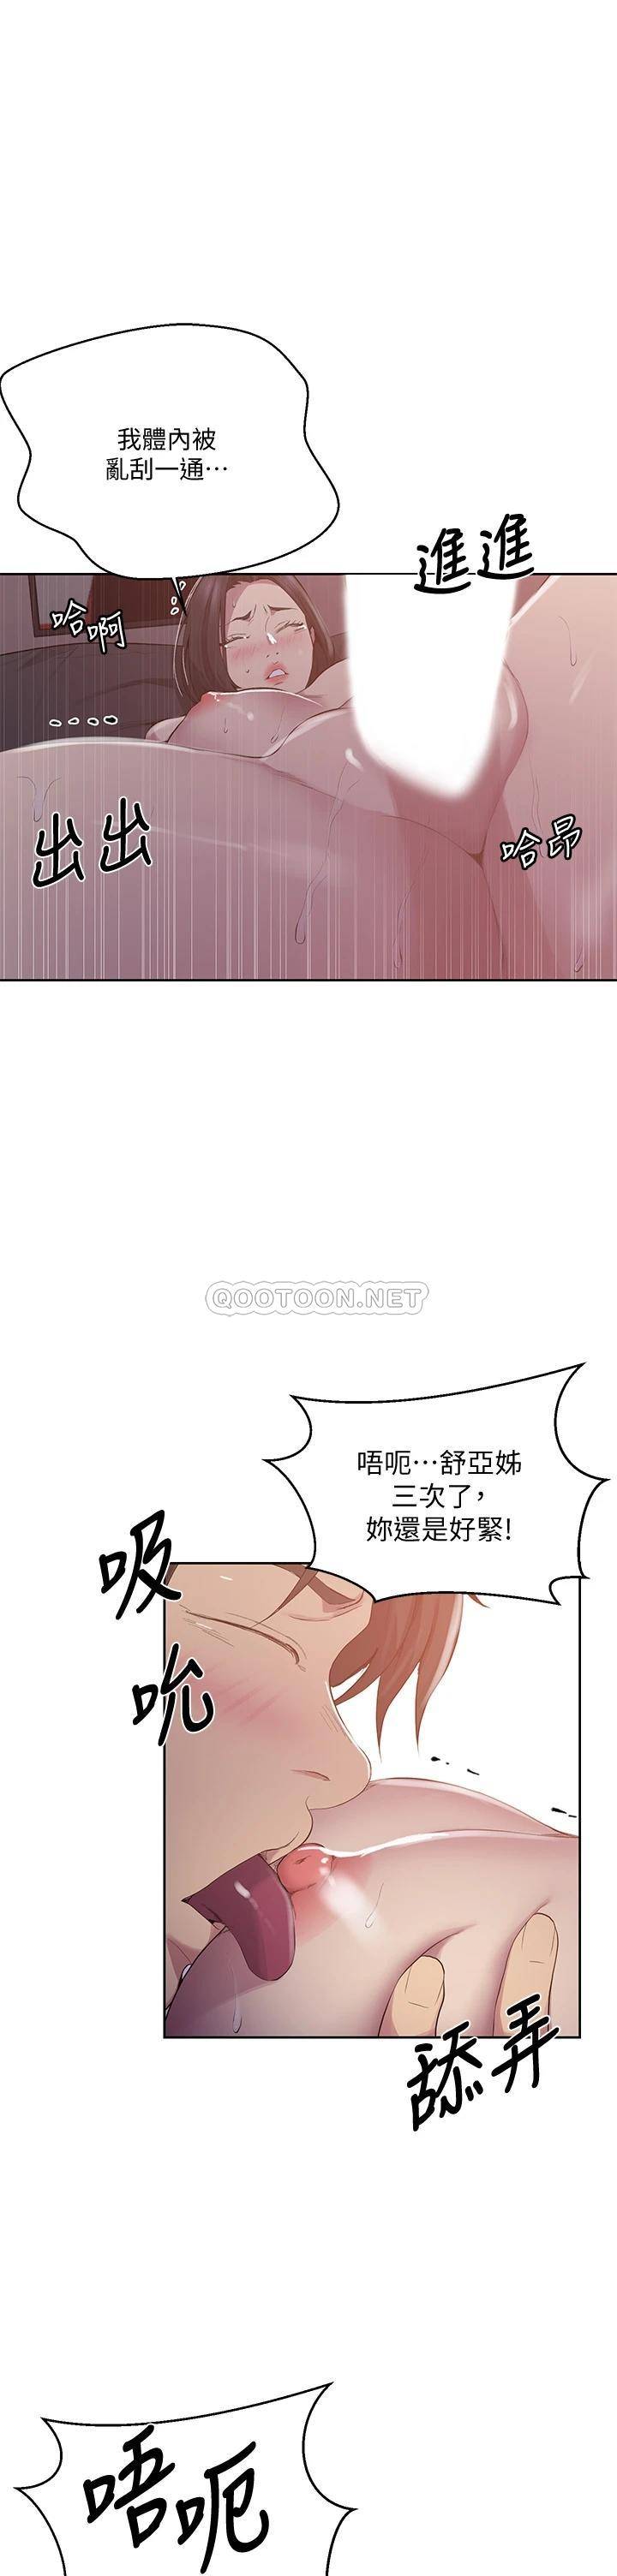 我體內被
亂刮一通…
進進
哈啊
出出
哈昂
QOOTOON.NET
唔呃…舒亞姊
三次了，
妳還是好緊!
吸
吮
舔弄
唔呃